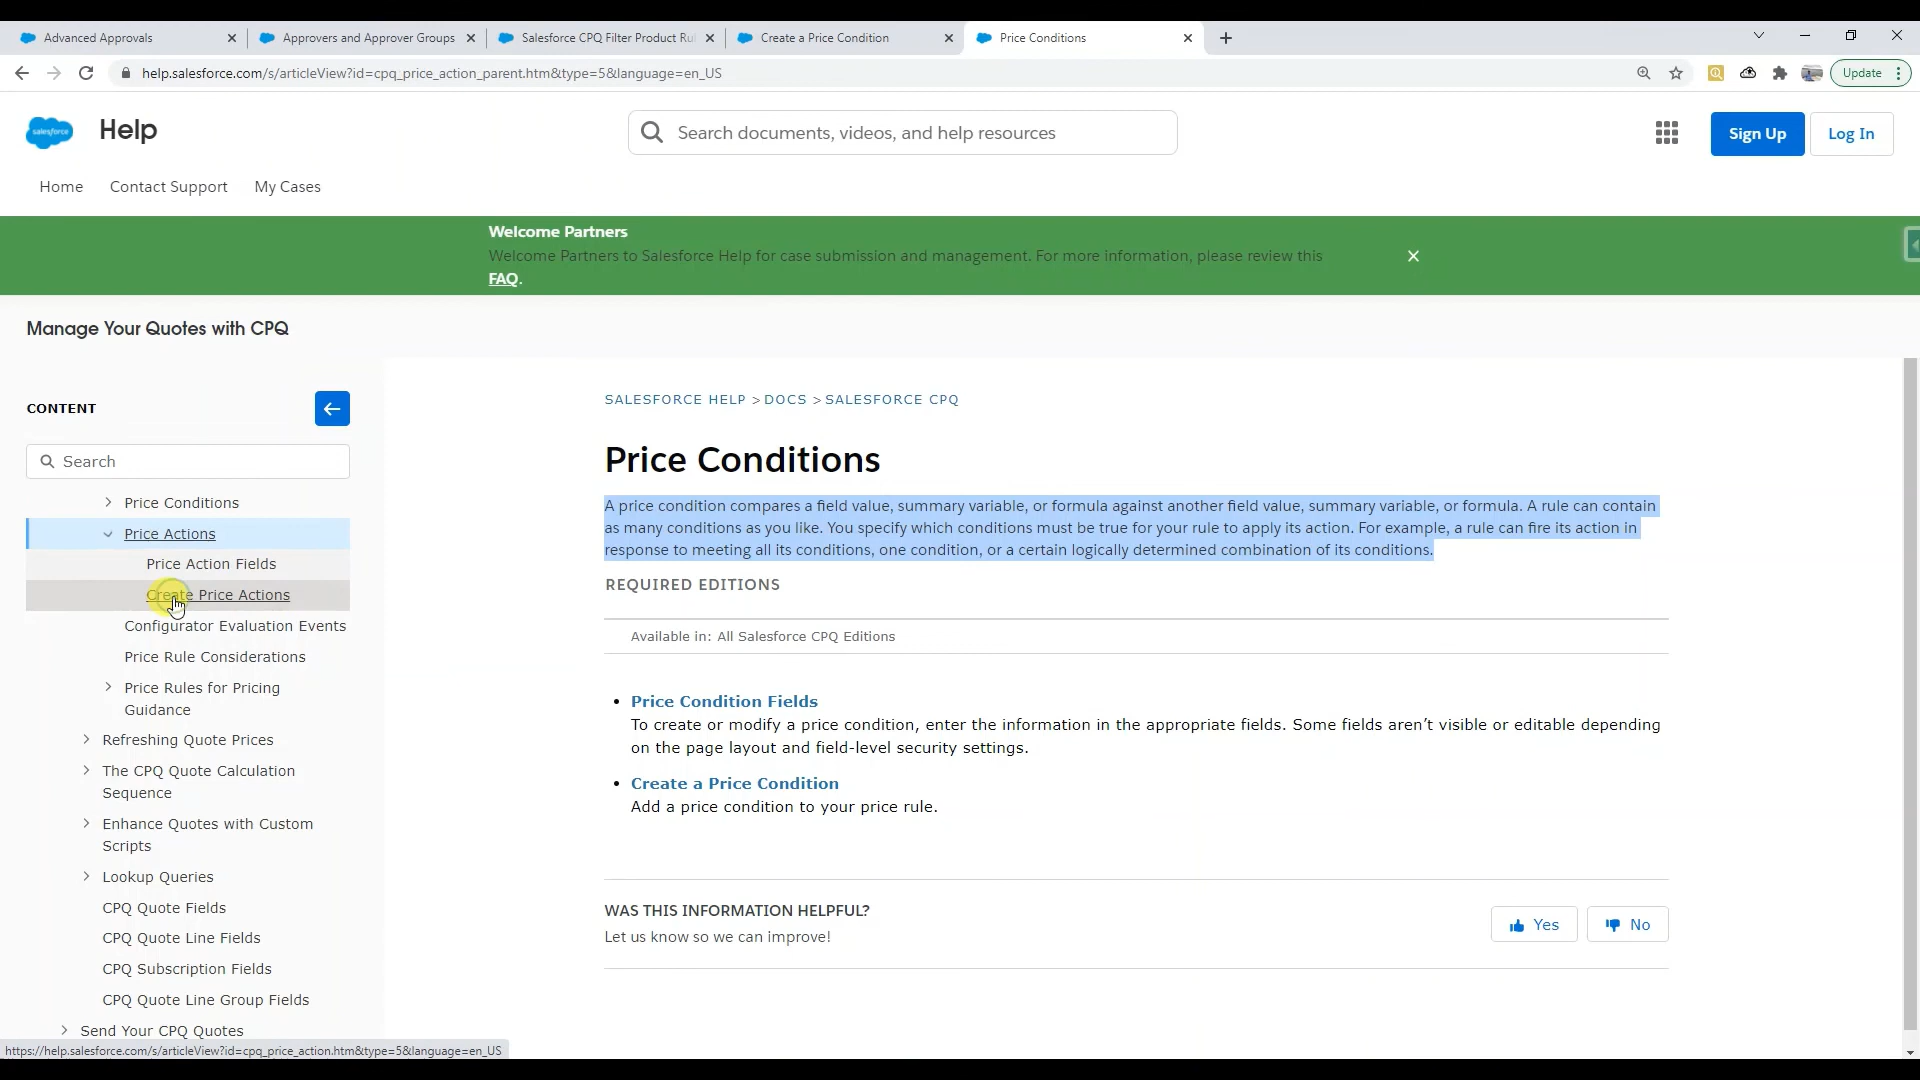 Advanced Approvals
Approvers and Approver Groups
Salesforce CPQ Filter Product Ru
Create a Price Condition
Price Conditions
help.salesforce.com/s/articleView?id=cpq_price_action_parent.htm&type=5&language=en_US
Update
salesforce
Help
Search documents, videos, and help resources
Sign Up
Log In
Home
Contact Support
My Cases
Welcome Partners
Welcome Partners to Salesforce Help for case submission and management. For more information, please review this
FAQ.
Manage Your Quotes with CPQ
CONTENT
Search
Price Conditions
Price Actions
Price Action Fields
Create Price Actions
Configurator Evaluation Events
Price Rule Considerations
Price Rules for Pricing
Guidance
Refreshing Quote Prices
The CPQ Quote Calculation
Sequence
Enhance Quotes with Custom
Scripts
Lookup Queries
CPQ Quote Fields
CPQ Quote Line Fields
CPQ Subscription Fields
CPQ Quote Line Group Fields
Send Your CPQ Quotes
SALESFORCE HELP > DOCS > SALESFORCE CPQ
Price Conditions
A price condition compares a field value, summary variable, or formula against another field value, summary variable, or formula. A rule can contain
as many conditions as you like. You specify which conditions must be true for your rule to apply its action. For example, a rule can fire its action in
response to meeting all its conditions, one condition, or a certain logically determined combination of its conditions.
REQUIRED EDITIONS
Available in: All Salesforce CPQ Editions
• Price Condition Fields
To create or modify a price condition, enter the information in the appropriate fields. Some fields aren’t visible or editable depending
on the page layout and field-level security settings.
• Create a Price Condition
Add a price condition to your price rule.
WAS THIS INFORMATION HELPFUL?
Let us know so we can improve!
Yes
No
https://help.salesforce.com/s/articleView?id=cpq_price_action.htm&type=5&language=en_US